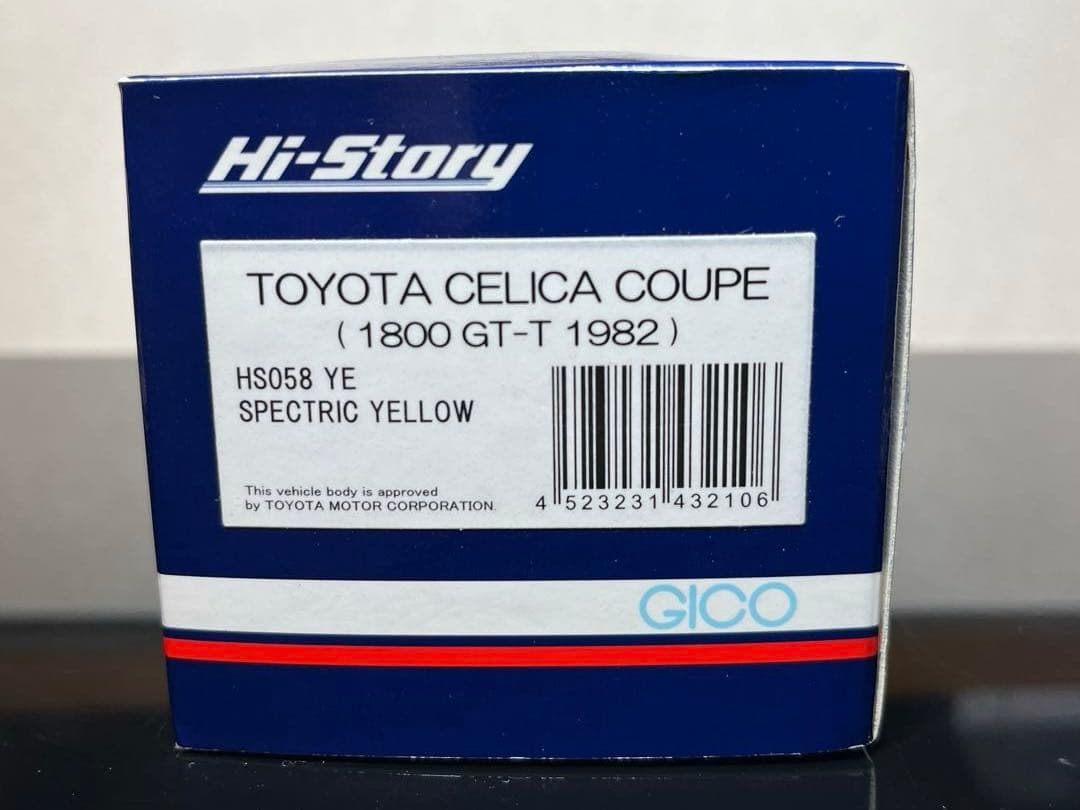 Hi-Story
TOYOTA CELICA COUPE
( 1800 GT-T 1982 )
HS058 YE
SPECTRIC YELLOW
This vehicle body is approved
by TOYOTA MOTOR CORPORATION.
4 523231 432106
GICO